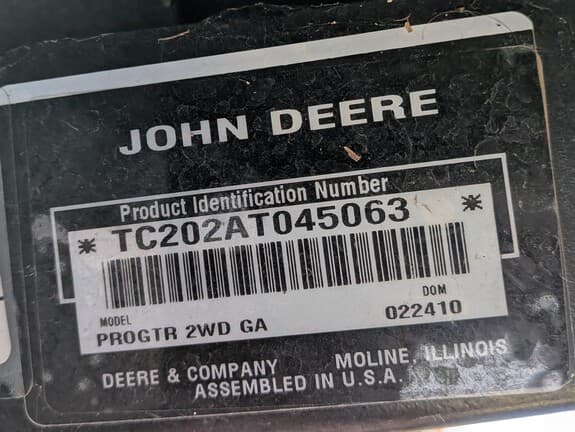 JOHN DEERE
Product Identification Number
* TC202AT045063 *
MODEL
DOM
PROGTR 2WD GA
022410
DEERE & COMPANY MOLINE, ILLINOIS
ASSEMBLED IN U.S.A.